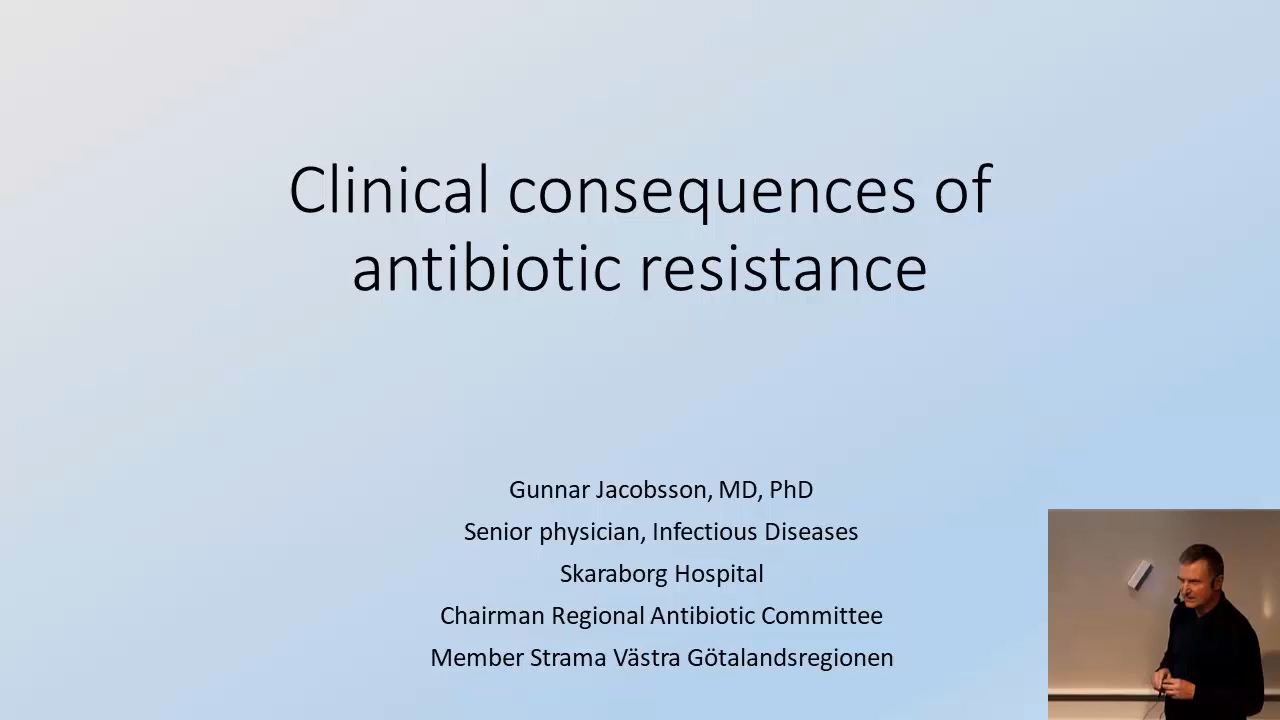 Clinical consequences of
antibiotic resistance
Gunnar Jacobsson, MD, PhD
Senior physician, Infectious Diseases
Skaraborg Hospital
Chairman Regional Antibiotic Committee
Member Strama Västra Götalandsregionen